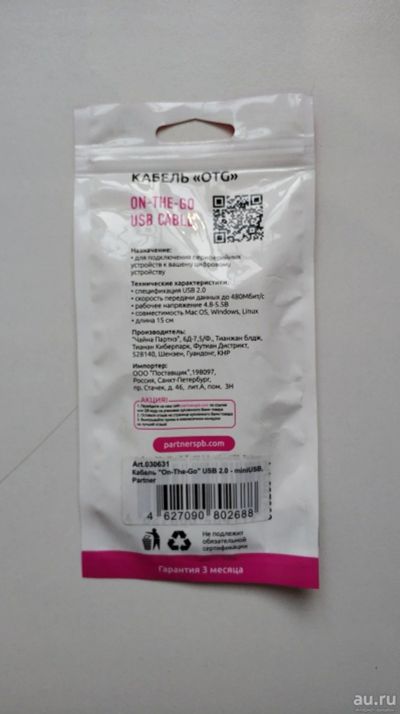 КАБЕЛЬ «OTG»
ON-THE-GO
USB CABLE
Назначение:
• для подключения периферийных
устройств к вашему цифровому
устройству
Технические характеристики:
• спецификация USB 2.0
• скорость передачи данных до 480Мбит/с
• рабочее напряжение 4.8-5.5В
• совместимость Mac OS, Windows, Linux
• длина 15 см
Производитель:
"Чайна Партнэ", 6Д-7,5/Ф., Тианжан блдж,
Тианан Киберпарк, Футиан Дистрикт,
528140, Шензен, Гуандонг, КНР
Импортер:
ООО "Поставщик",198097,
Россия, Санкт-Петербург,
пр. Стачек, д. 46, лит.А, пом. 3Н
АКЦИЯ!
partnerspb.com
Art.030631
Кабель "On-The-Go" USB 2.0 - miniUSB,
Partner
4 627090 802688
Не подлежит
обязательной
сертификации
Гарантия 3 месяца
au.ru